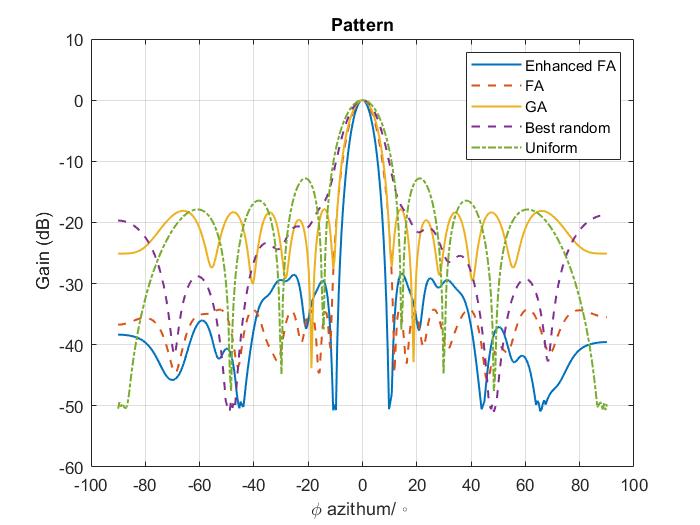 Pattern
10
0
-10
-20
-30
-40
-50
-60
Gain (dB)
Enhanced FA
FA
GA
Best random
Uniform
-100 -80 -60 -40 -20 0 20 40 60 80 100
ϕ azithum/ °